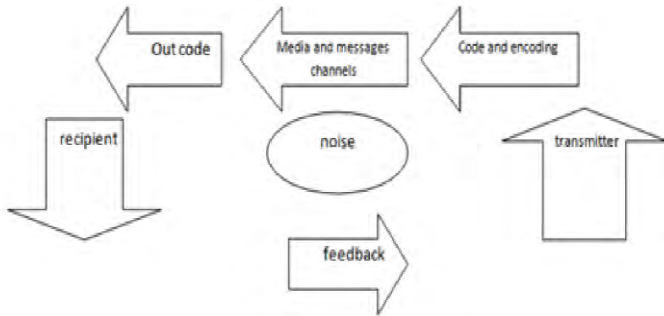 Out code
Media and messages
channels
Code and encoding
recipient
noise
transmitter
feedback